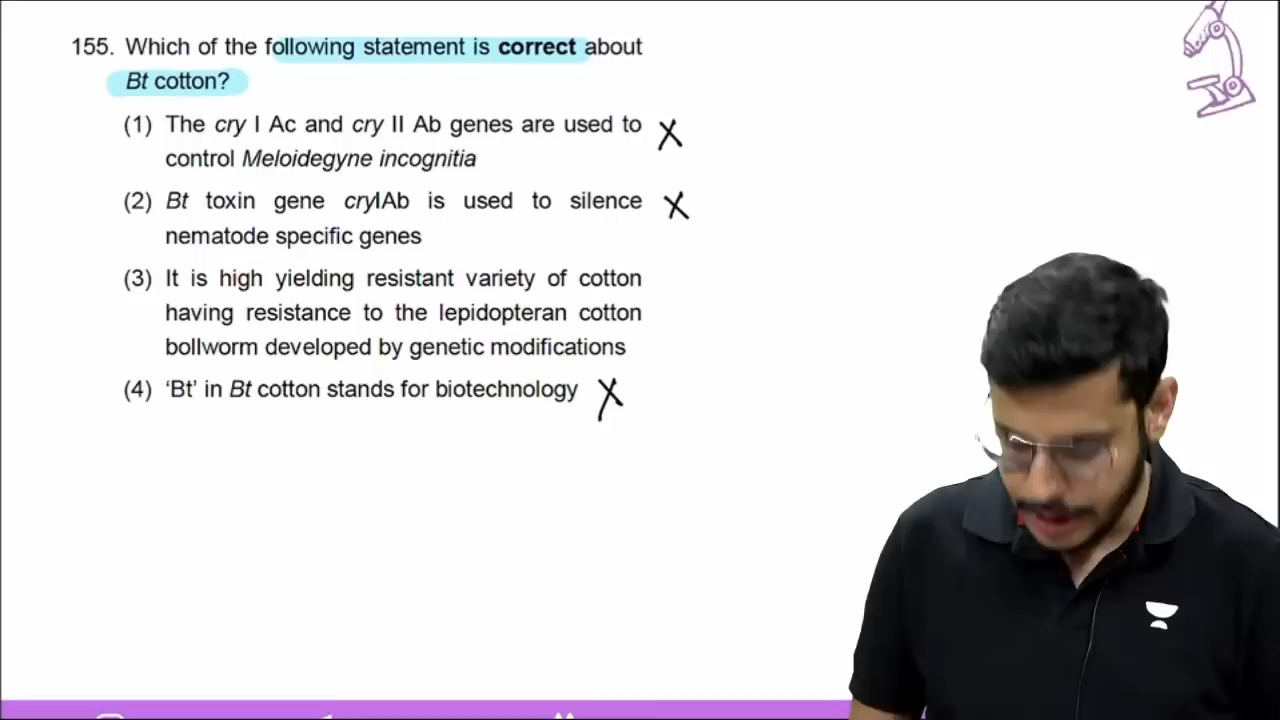 155. Which of the following statement is correct about
Bt cotton?
(1) The cry I Ac and cry II Ab genes are used to
control Meloidegyne incognitia
(2) Bt toxin gene cryIAb is used to silence
nematode specific genes
(3) It is high yielding resistant variety of cotton
having resistance to the lepidopteran cotton
bollworm developed by genetic modifications
(4) ‘Bt’ in Bt cotton stands for biotechnology